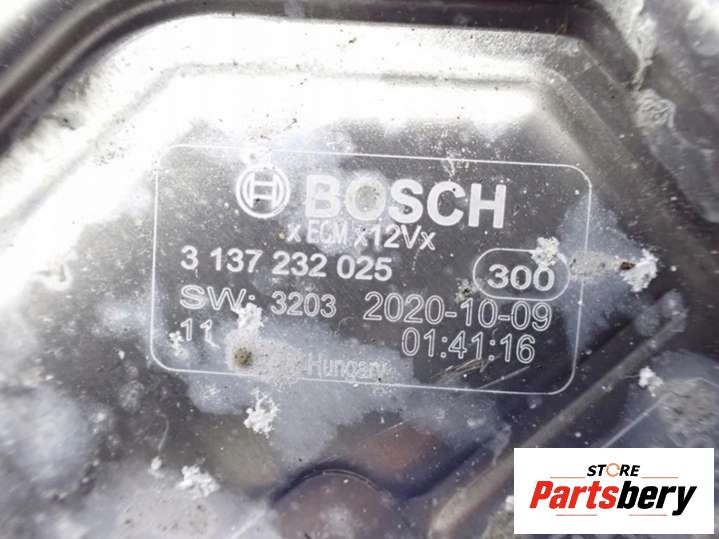 BOSCH
x ECM x12Vx
3 137 232 025 300
SW: 3203 2020-10-09
11 01:41:16
Hungary
STORE
Partsbery